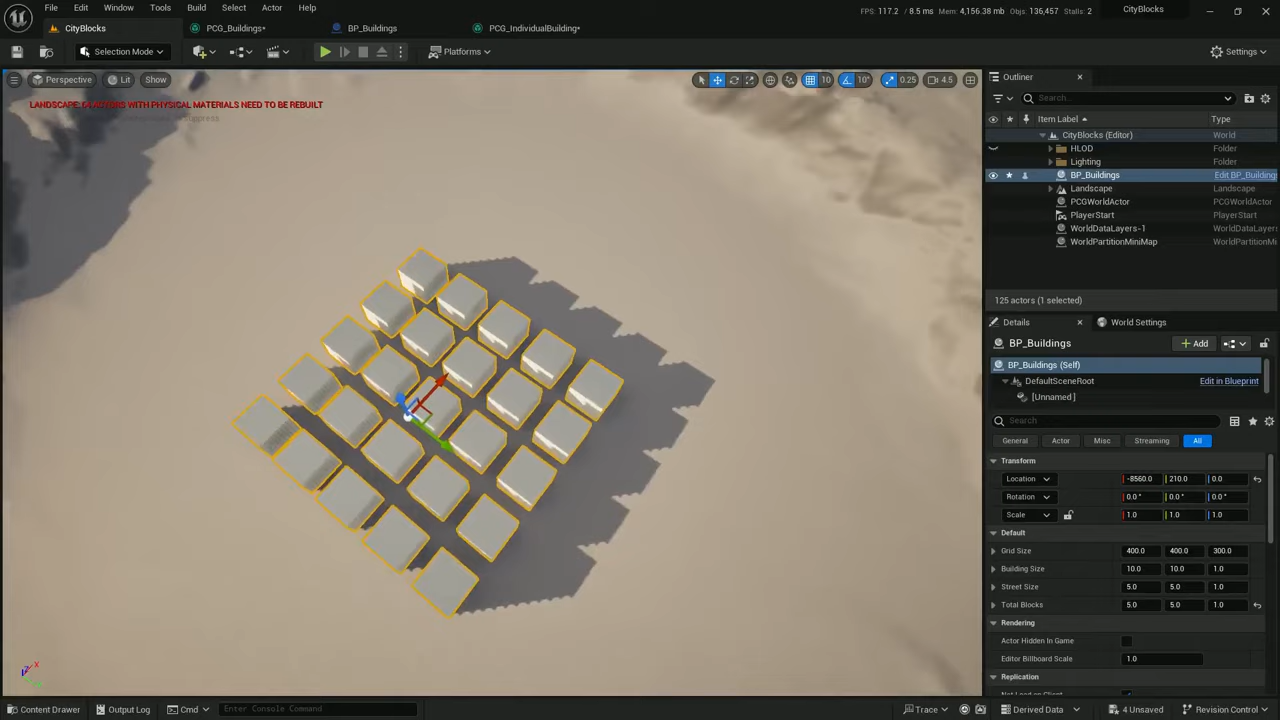 File Edit Window Tools Build Select Actor Help
FPS: 117.2 / 8.5 ms Mem: 4,156.38 mb Objs: 136,457 Stalls: 2
CityBlocks
CityBlocks
PCG_Buildings*
BP_Buildings
PCG_IndividualBuilding*
Selection Mode
Platforms
Settings
Perspective
Lit
Show
10
10°
0.25
4.5
Outliner
Search...
Item Label
Type
CityBlocks (Editor) World
HLOD Folder
Lighting Folder
BP_Buildings Edit BP_Building
Landscape Landscape
PCGWorldActor PCGWorldActor
PlayerStart PlayerStart
WorldDataLayers-1 WorldDataLayer
WorldPartitionMiniMap WorldPartitionMi
125 actors (1 selected)
Details
World Settings
BP_Buildings
Add
BP_Buildings (Self)
DefaultSceneRoot Edit in Blueprint
[Unnamed ]
Search
General Actor Misc Streaming All
Transform
Location -8560.0 210.0 0.0
Rotation 0.0 ° 0.0 ° 0.0 °
Scale 1.0 1.0 1.0
Default
Grid Size 400.0 400.0 300.0
Building Size 10.0 10.0 1.0
Street Size 5.0 5.0 1.0
Total Blocks 5.0 5.0 1.0
Rendering
Actor Hidden In Game
Editor Billboard Scale 1.0
Replication
Net Load on Client
Content Drawer
Output Log
Cmd
Enter Console Command
Trace
Derived Data
4 Unsaved
Revision Control